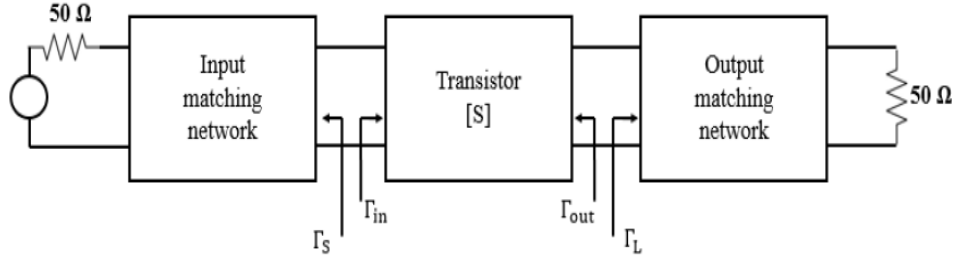 50 Ω
Input
matching
network
Transistor
[S]
Output
matching
network
50 Ω
Γin
Γout
ΓS
ΓL